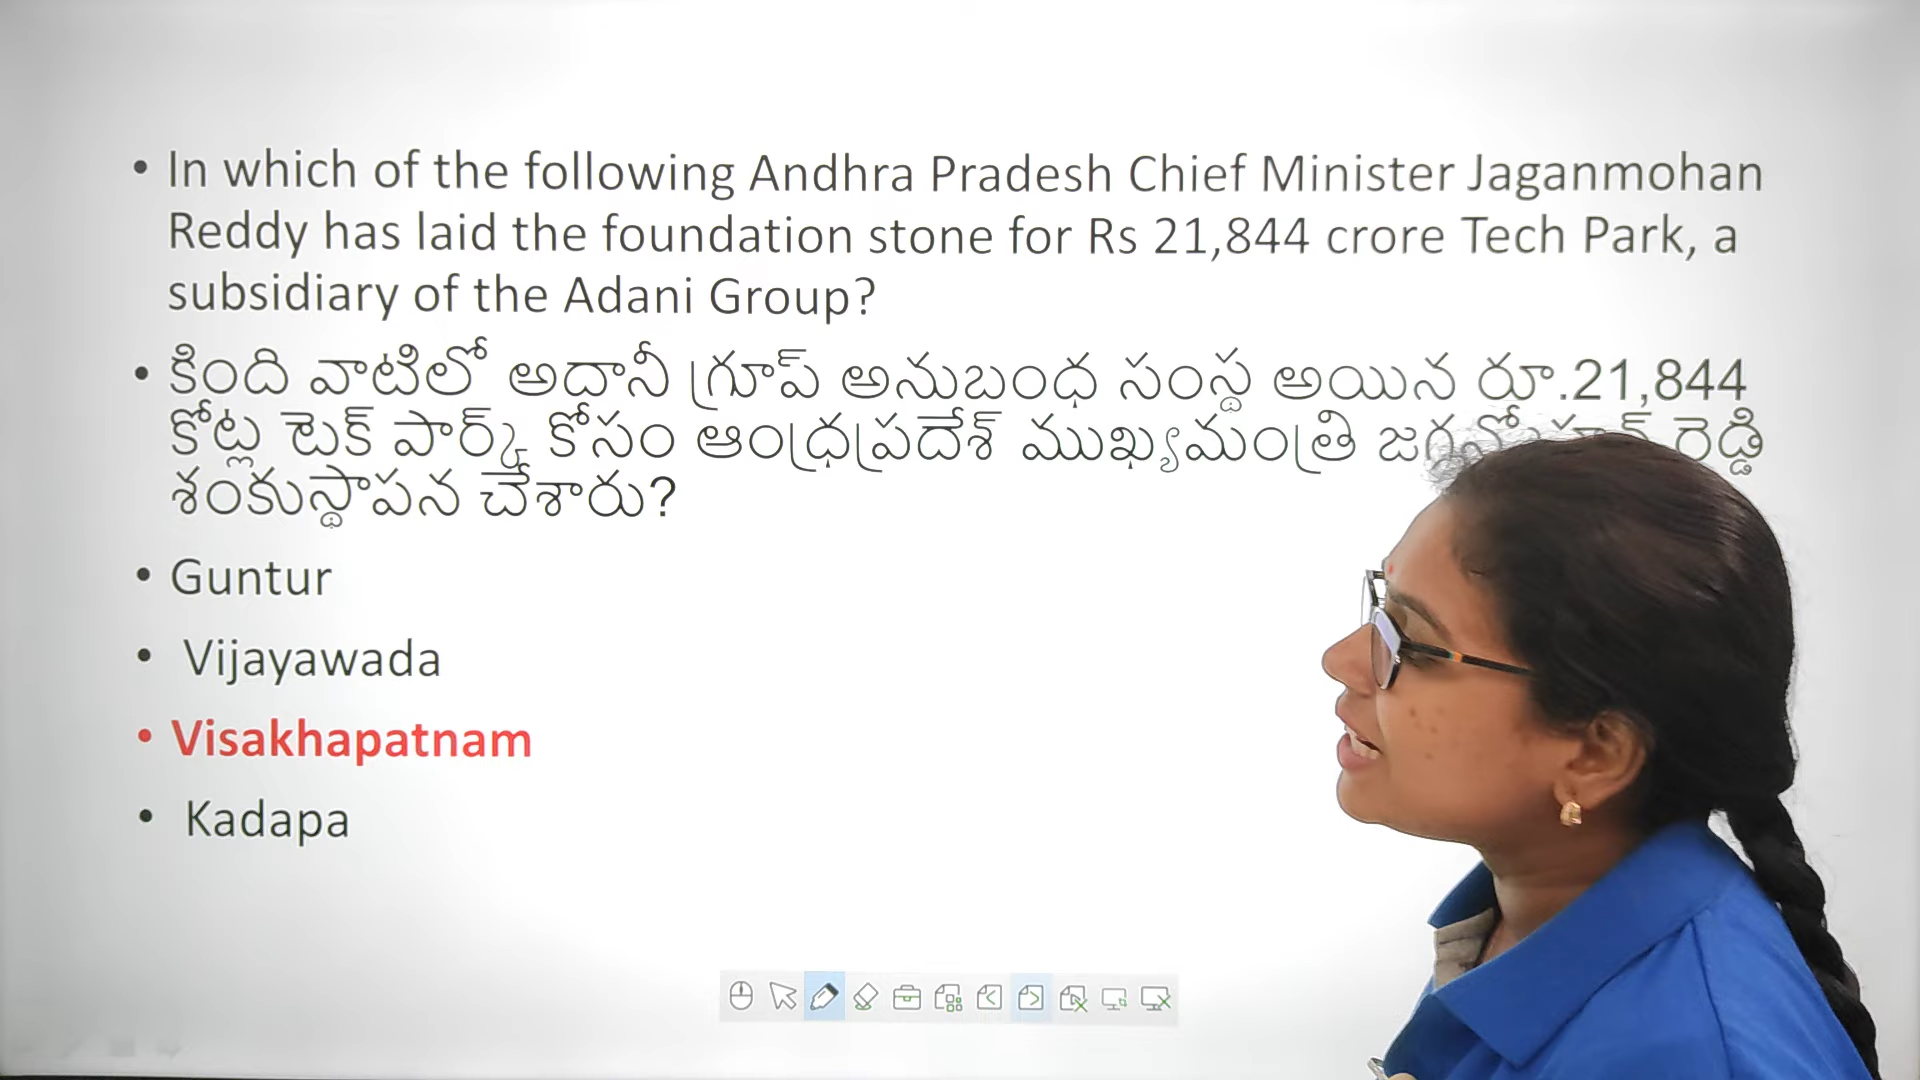 • In which of the following Andhra Pradesh Chief Minister Jaganmohan
Reddy has laid the foundation stone for Rs 21,844 crore Tech Park, a
subsidiary of the Adani Group?
• కింది వాటిలో అదానీ గ్రూప్ అనుబంధ సంస్థ అయిన రూ.21,844
కోట్ల టెక్ పార్క్ కోసం ఆంధ్రప్రదేశ్ ముఖ్యమంత్రి రెడ్డి
శంకుస్థాపన చేశారు?
• Guntur
• Vijayawada
• Visakhapatnam
• Kadapa